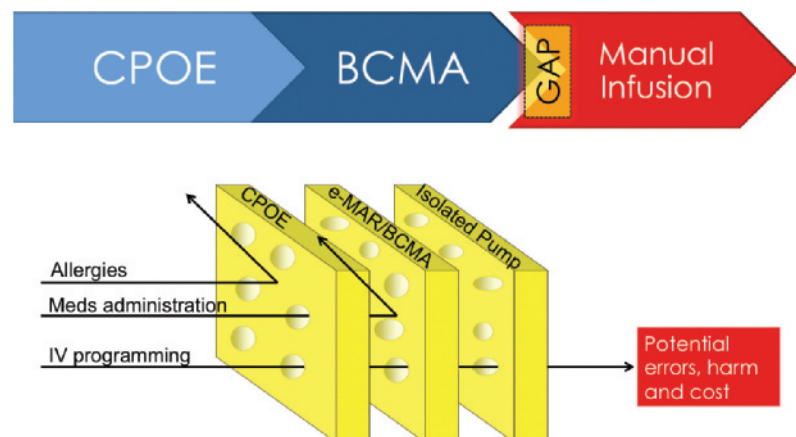 CPOE
BCMA
GAP
Manual
Infusion
CPOE
e-MAR/BCMA
Isolated Pump
Allergies
Meds administration
IV programming
Potential
errors, harm
and cost